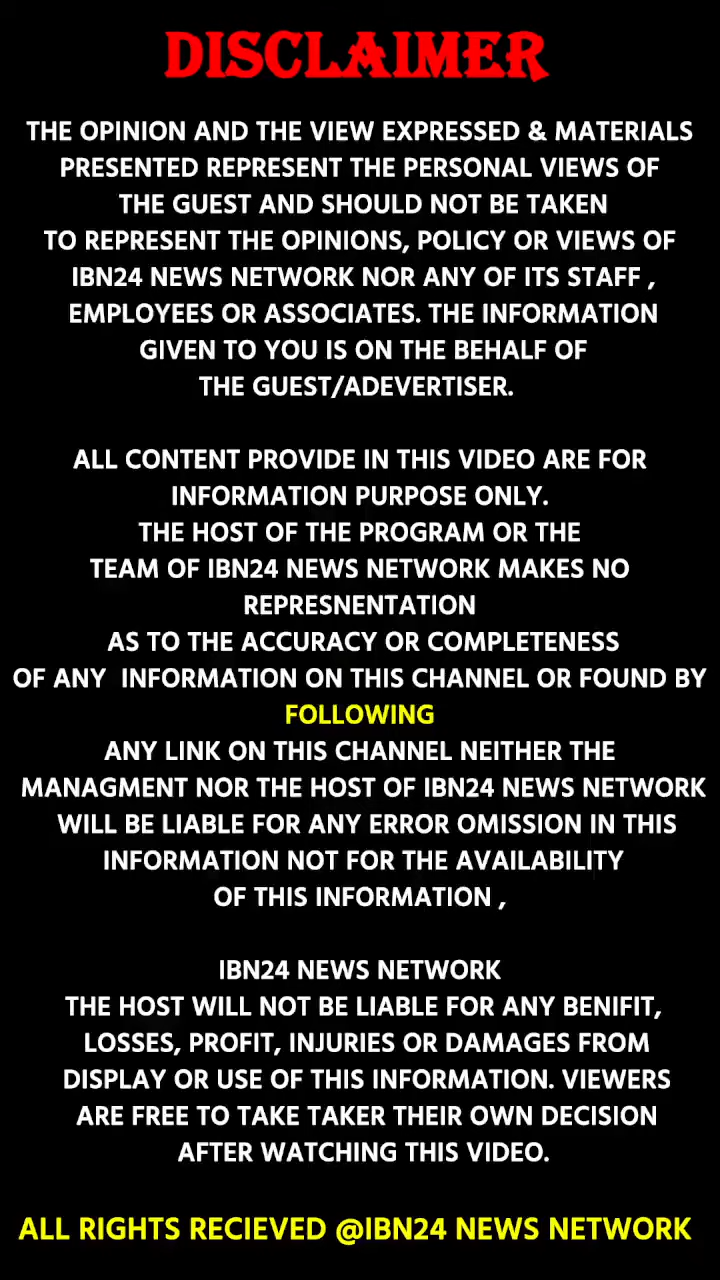 DISCLAIMER
THE OPINION AND THE VIEW EXPRESSED & MATERIALS
PRESENTED REPRESENT THE PERSONAL VIEWS OF
THE GUEST AND SHOULD NOT BE TAKEN
TO REPRESENT THE OPINIONS, POLICY OR VIEWS OF
IBN24 NEWS NETWORK NOR ANY OF ITS STAFF ,
EMPLOYEES OR ASSOCIATES. THE INFORMATION
GIVEN TO YOU IS ON THE BEHALF OF
THE GUEST/ADEVERTISER.
ALL CONTENT PROVIDE IN THIS VIDEO ARE FOR
INFORMATION PURPOSE ONLY.
THE HOST OF THE PROGRAM OR THE
TEAM OF IBN24 NEWS NETWORK MAKES NO
REPRESNENTATION
AS TO THE ACCURACY OR COMPLETENESS
OF ANY  INFORMATION ON THIS CHANNEL OR FOUND BY
FOLLOWING
ANY LINK ON THIS CHANNEL NEITHER THE
MANAGMENT NOR THE HOST OF IBN24 NEWS NETWORK
WILL BE LIABLE FOR ANY ERROR OMISSION IN THIS
INFORMATION NOT FOR THE AVAILABILITY
OF THIS INFORMATION ,
IBN24 NEWS NETWORK
THE HOST WILL NOT BE LIABLE FOR ANY BENIFIT,
LOSSES, PROFIT, INJURIES OR DAMAGES FROM
DISPLAY OR USE OF THIS INFORMATION. VIEWERS
ARE FREE TO TAKE TAKER THEIR OWN DECISION
AFTER WATCHING THIS VIDEO.
ALL RIGHTS RECIEVED @IBN24 NEWS NETWORK